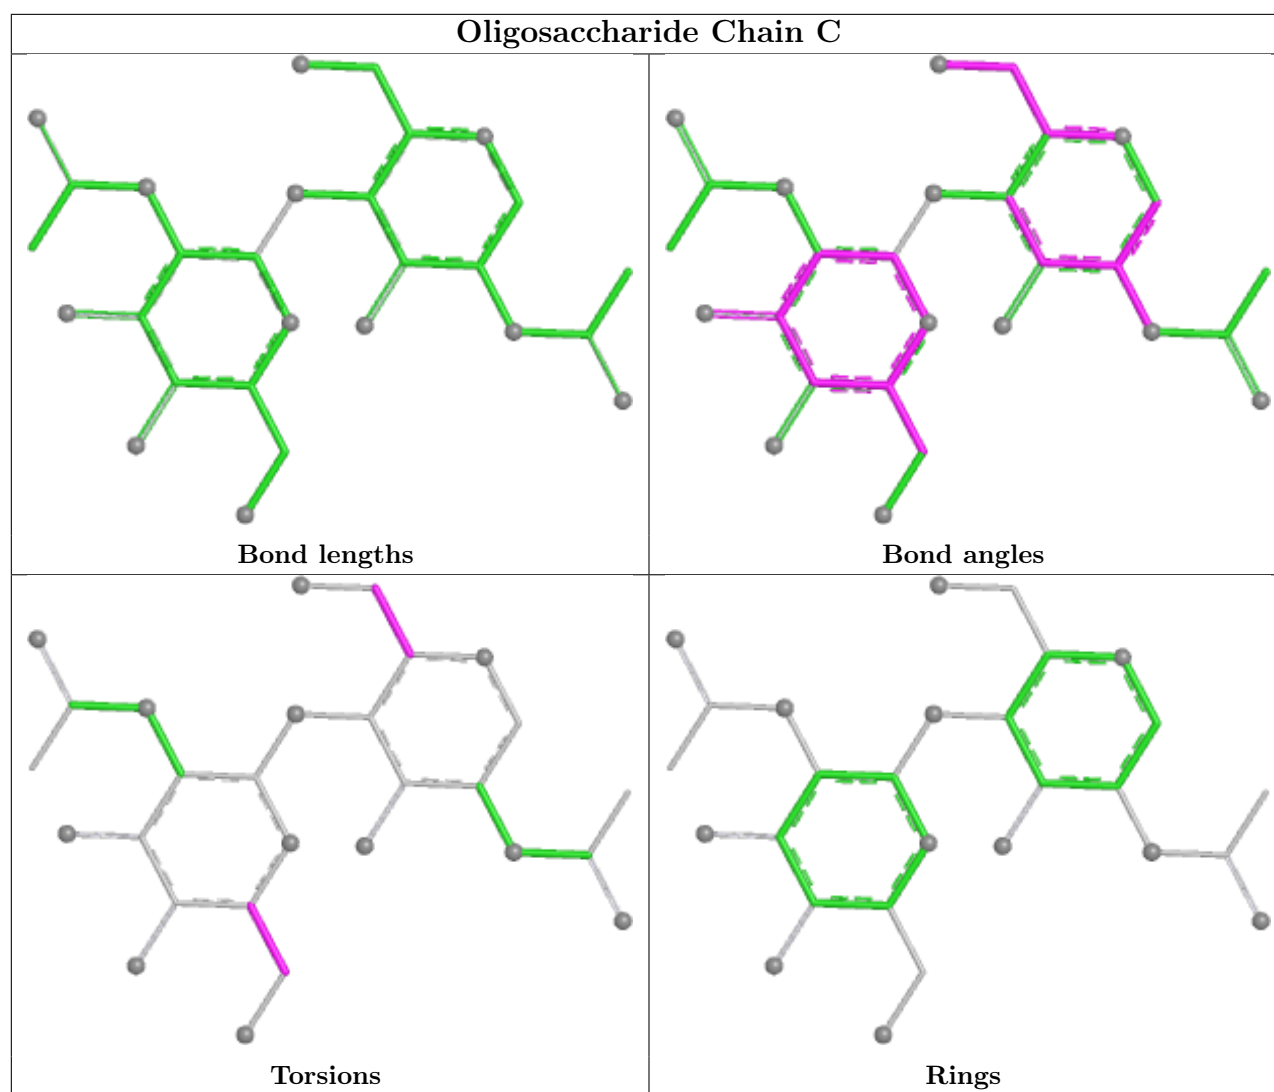 Oligosaccharide Chain C
Bond lengths
Bond angles
Torsions
Rings